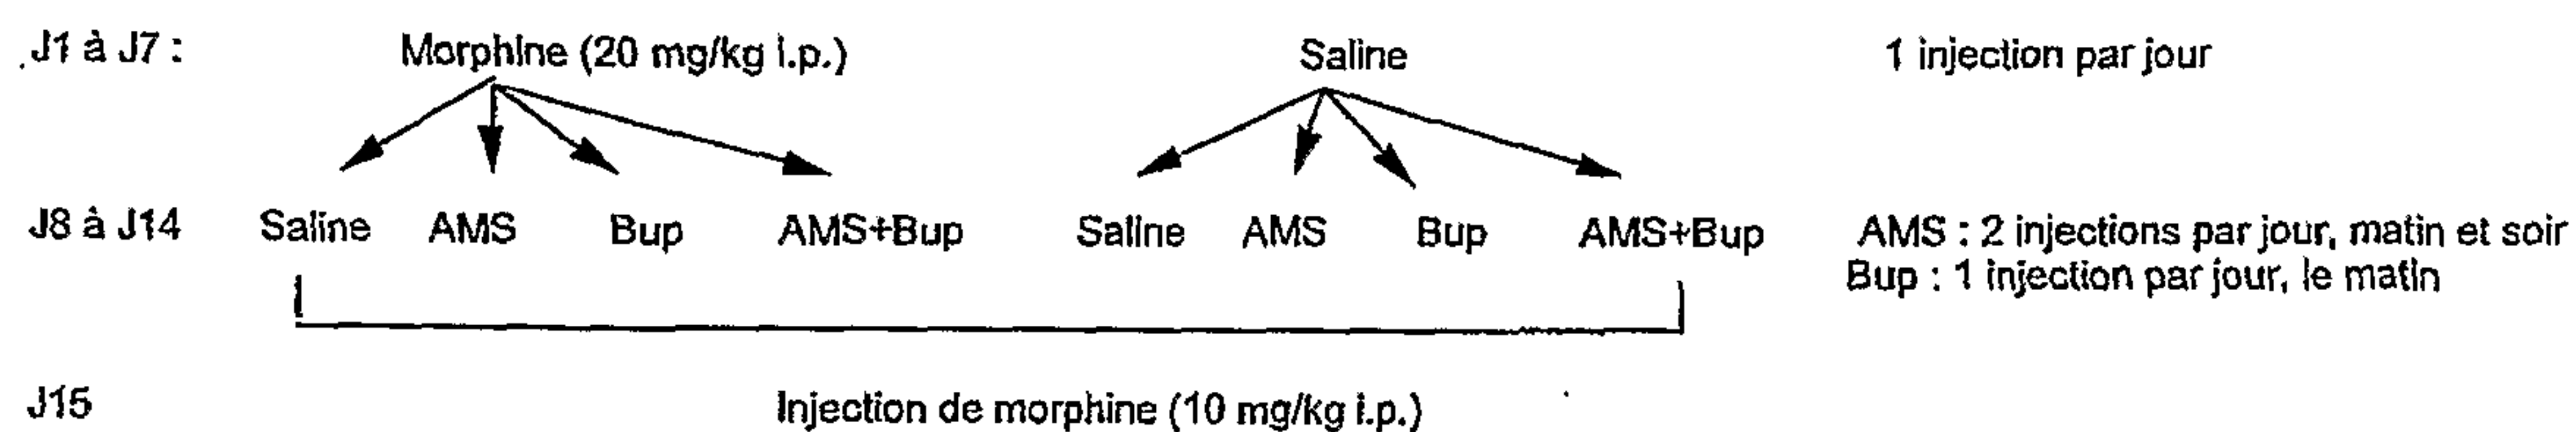 J1 à J7 : Morphine (20 mg/kg i.p.) Saline 1 injection par jour
J8 à J14 Saline AMS Bup AMS+Bup Saline AMS Bup AMS+Bup AMS : 2 injections par jour, matin et soir
Bup : 1 injection par jour, le matin
J15 Injection de morphine (10 mg/kg i.p.)